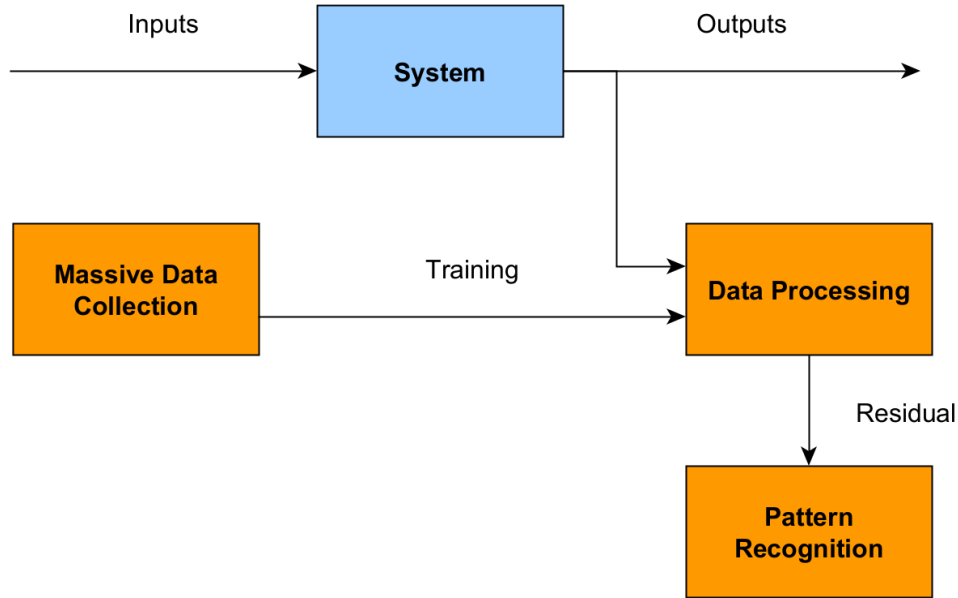 Inputs
Outputs
System
Massive Data
Collection
Training
Data Processing
Residual
Pattern
Recognition